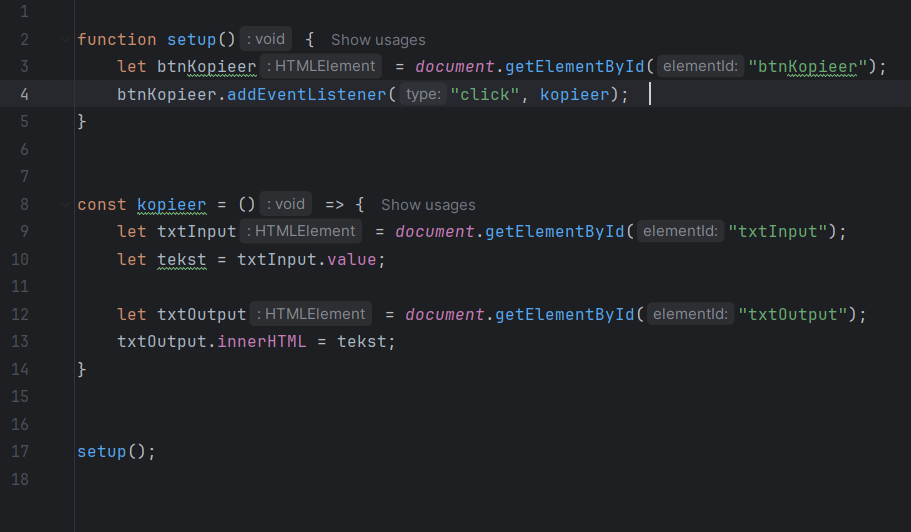 1
2 function setup() : void { Show usages
3 let btnKopieer : HTMLElement = document.getElementById( elementId: "btnKopieer");
4 btnKopieer.addEventListener( type: "click", kopieer);
5 }
6
7
8 const kopieer = () : void => { Show usages
9 let txtInput : HTMLElement = document.getElementById( elementId: "txtInput");
10 let tekst = txtInput.value;
11
12 let txtOutput : HTMLElement = document.getElementById( elementId: "txtOutput");
13 txtOutput.innerHTML = tekst;
14 }
15
16
17 setup();
18